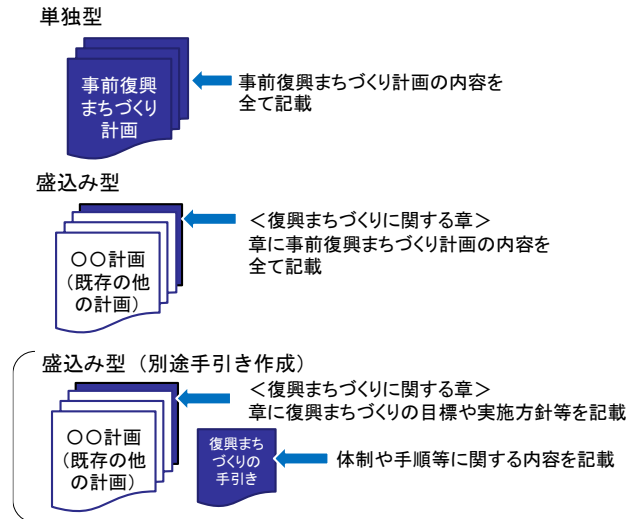 単独型
事前復興
まちづくり
計画
事前復興まちづくり計画の内容を
全て記載
盛込み型
○○計画
(既存の他
の計画)
＜復興まちづくりに関する章＞
章に事前復興まちづくり計画の内容を
全て記載
盛込み型（別途手引き作成）
○○計画
(既存の他
の計画)
＜復興まちづくりに関する章＞
章に復興まちづくりの目標や実施方針等を記載
復興まち
づくりの
手引き
体制や手順等に関する内容を記載